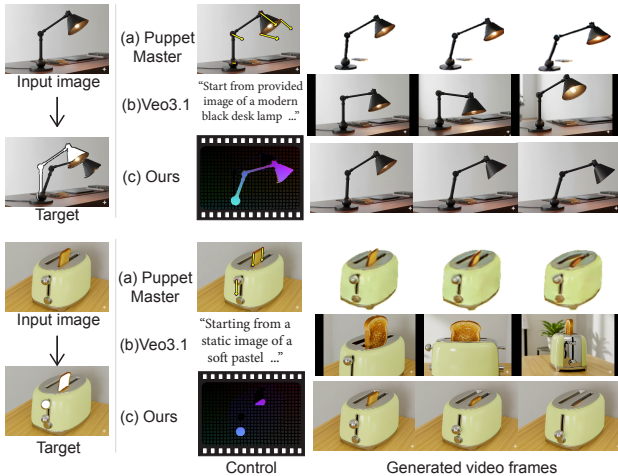 Input image
Target
(a) Puppet
Master
(b)Veo3.1
"Start from provided
image of a modern
black desk lamp ..."
(c) Ours
Input image
Target
(a) Puppet
Master
(b)Veo3.1
"Starting from a
static image of a
soft pastel ..."
(c) Ours
Control
Generated video frames